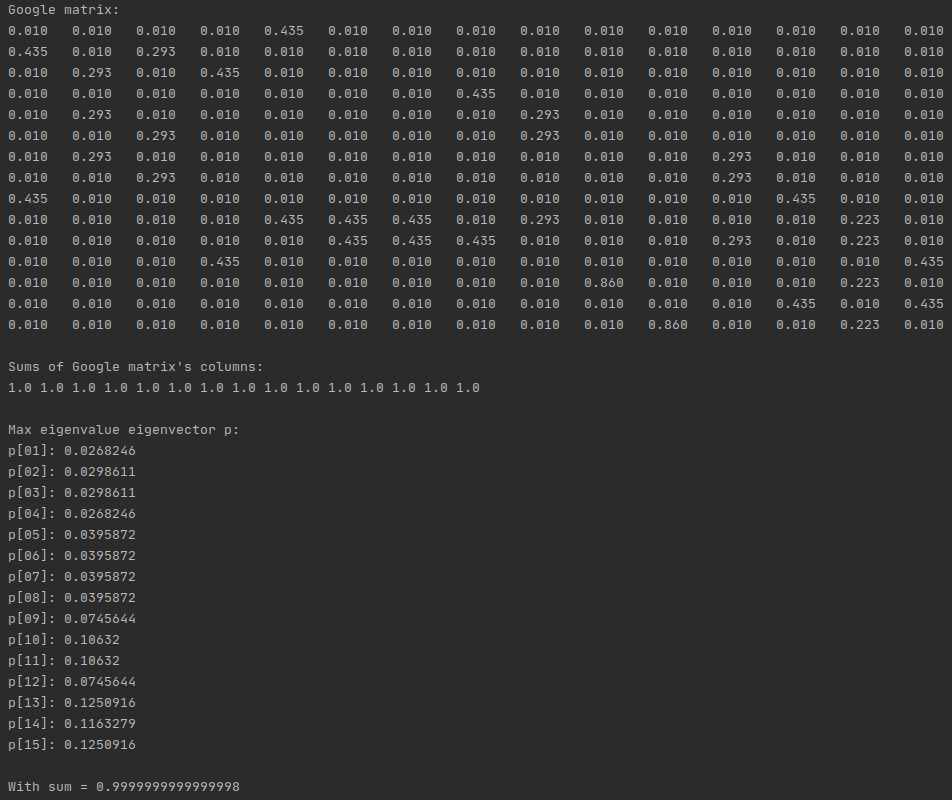 Google matrix:
0.010   0.010   0.010   0.010   0.435   0.010   0.010   0.010   0.010   0.010   0.010   0.010   0.010   0.010   0.010
0.435   0.010   0.293   0.010   0.010   0.010   0.010   0.010   0.010   0.010   0.010   0.010   0.010   0.010   0.010
0.010   0.293   0.010   0.435   0.010   0.010   0.010   0.010   0.010   0.010   0.010   0.010   0.010   0.010   0.010
0.010   0.010   0.010   0.010   0.010   0.010   0.010   0.435   0.010   0.010   0.010   0.010   0.010   0.010   0.010
0.010   0.293   0.010   0.010   0.010   0.010   0.010   0.010   0.293   0.010   0.010   0.010   0.010   0.010   0.010
0.010   0.010   0.293   0.010   0.010   0.010   0.010   0.010   0.293   0.010   0.010   0.010   0.010   0.010   0.010
0.010   0.293   0.010   0.010   0.010   0.010   0.010   0.010   0.010   0.010   0.010   0.293   0.010   0.010   0.010
0.010   0.010   0.293   0.010   0.010   0.010   0.010   0.010   0.010   0.010   0.010   0.293   0.010   0.010   0.010
0.435   0.010   0.010   0.010   0.010   0.010   0.010   0.010   0.010   0.010   0.010   0.010   0.435   0.010   0.010
0.010   0.010   0.010   0.010   0.435   0.435   0.435   0.010   0.293   0.010   0.010   0.010   0.010   0.223   0.010
0.010   0.010   0.010   0.010   0.010   0.435   0.435   0.435   0.010   0.010   0.010   0.293   0.010   0.223   0.010
0.010   0.010   0.010   0.435   0.010   0.010   0.010   0.010   0.010   0.010   0.010   0.010   0.010   0.010   0.435
0.010   0.010   0.010   0.010   0.010   0.010   0.010   0.010   0.010   0.860   0.010   0.010   0.010   0.223   0.010
0.010   0.010   0.010   0.010   0.010   0.010   0.010   0.010   0.010   0.010   0.010   0.010   0.435   0.010   0.435
0.010   0.010   0.010   0.010   0.010   0.010   0.010   0.010   0.010   0.010   0.860   0.010   0.010   0.223   0.010
Sums of Google matrix's columns:
1.0 1.0 1.0 1.0 1.0 1.0 1.0 1.0 1.0 1.0 1.0 1.0 1.0 1.0 1.0
Max eigenvalue eigenvector p:
p[01]: 0.0268246
p[02]: 0.0298611
p[03]: 0.0298611
p[04]: 0.0268246
p[05]: 0.0395872
p[06]: 0.0395872
p[07]: 0.0395872
p[08]: 0.0395872
p[09]: 0.0745644
p[10]: 0.10632
p[11]: 0.10632
p[12]: 0.0745644
p[13]: 0.1250916
p[14]: 0.1163279
p[15]: 0.1250916
With sum = 0.9999999999999998